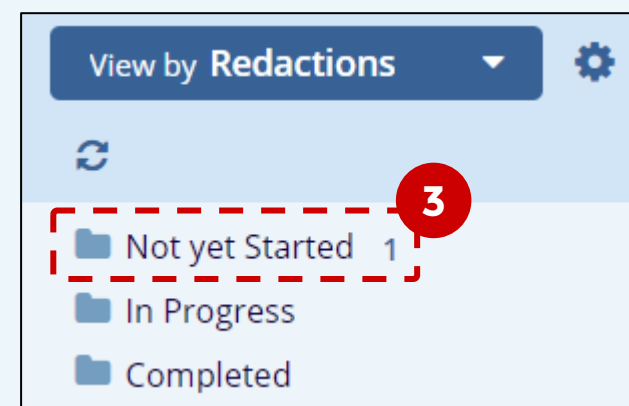 View by Redactions
3
Not yet Started 1
In Progress
Completed